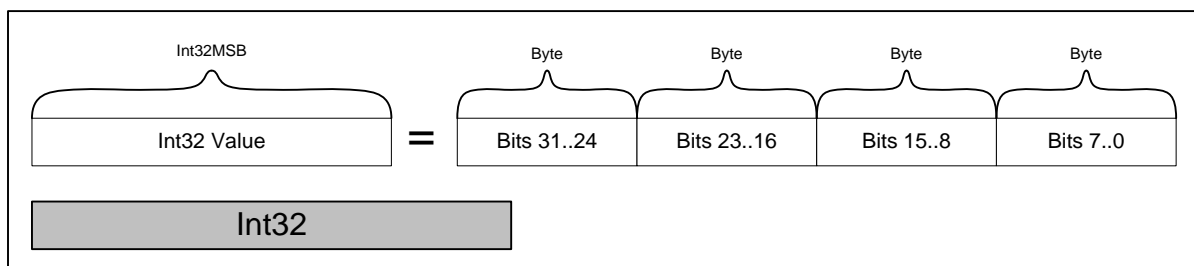 Int32MSB Byte Byte Byte Byte
Int32 Value = Bits 31..24 Bits 23..16 Bits 15..8 Bits 7..0
Int32